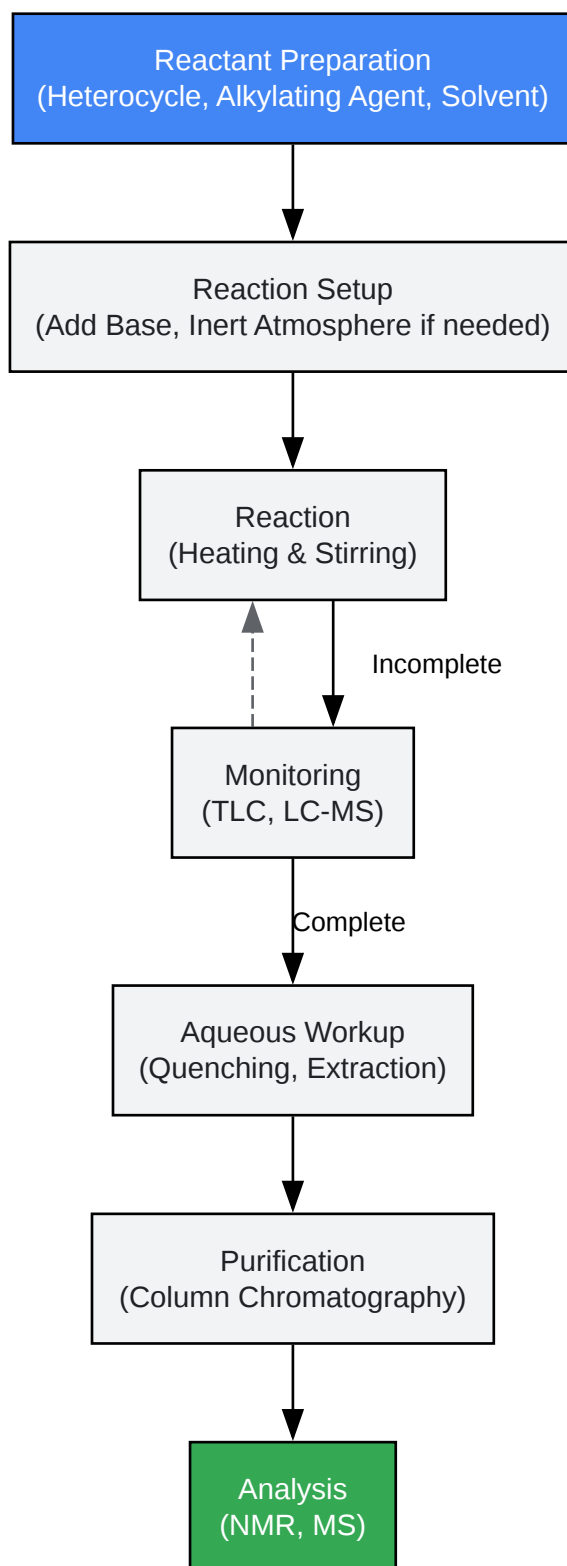 Reactant Preparation
(Heterocycle, Alkylating Agent, Solvent)
Reaction Setup
(Add Base, Inert Atmosphere if needed)
Reaction
(Heating & Stirring)
Incomplete
Monitoring
(TLC, LC-MS)
Complete
Aqueous Workup
(Quenching, Extraction)
Purification
(Column Chromatography)
Analysis
(NMR, MS)